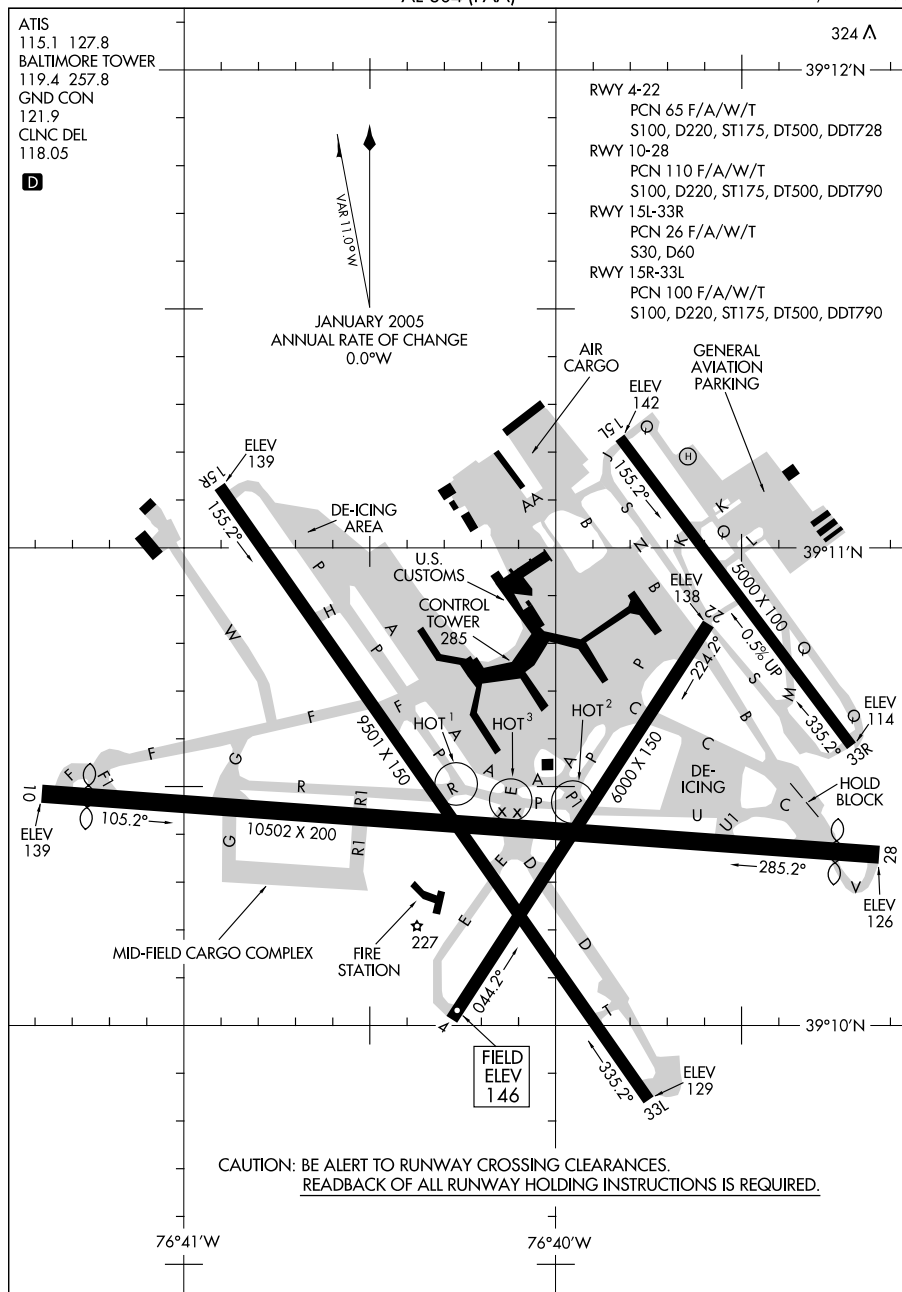 ATIS
115.1 127.8
BALTIMORE TOWER
119.4 257.8
GND CON
121.9
CLNC DEL
118.05
D
324
39°12'N
RWY 4-22
PCN 65 F/A/W/T
S100, D220, ST175, DT500, DDT728
RWY 10-28
PCN 110 F/A/W/T
S100, D220, ST175, DT500, DDT790
RWY 15L-33R
PCN 26 F/A/W/T
S30, D60
RWY 15R-33L
PCN 100 F/A/W/T
S100, D220, ST175, DT500, DDT790
VAR 11.0°W
JANUARY 2005
ANNUAL RATE OF CHANGE
0.0°W
AIR
CARGO
GENERAL
AVIATION
PARKING
ELEV
142
15L
Q
H
J
155.2°
ELEV
139
15R
155.2°
DE-ICING
AREA
AA
B
S
N
K
K
Q
L
39°11'N
U.S.
CUSTOMS
CONTROL
TOWER
285
P
H
A
P
W
B
ELEV
138
22
5000 X 100
0.5% UP
Q
224.2°
S
M
335.2°
Q
ELEV
114
33R
F
F
F
G
F
F1
HOT 1
HOT 3
HOT 2
A
P
R
A
E
A
A
P
P
P1
X X
P
C
C
B
C
DE-
ICING
HOLD
BLOCK
U
U1
9501 X 150
6000 X 150
10
ELEV
139
105.2°
10502 X 200
R
R1
R1
G
285.2°
28
V
ELEV
126
E
D
E
D
T
MID-FIELD CARGO COMPLEX
227
FIRE
STATION
044.2°
4
39°10'N
FIELD
ELEV
146
335.2°
ELEV
129
33L
CAUTION: BE ALERT TO RUNWAY CROSSING CLEARANCES.
READBACK OF ALL RUNWAY HOLDING INSTRUCTIONS IS REQUIRED.
76°41'W
76°40'W